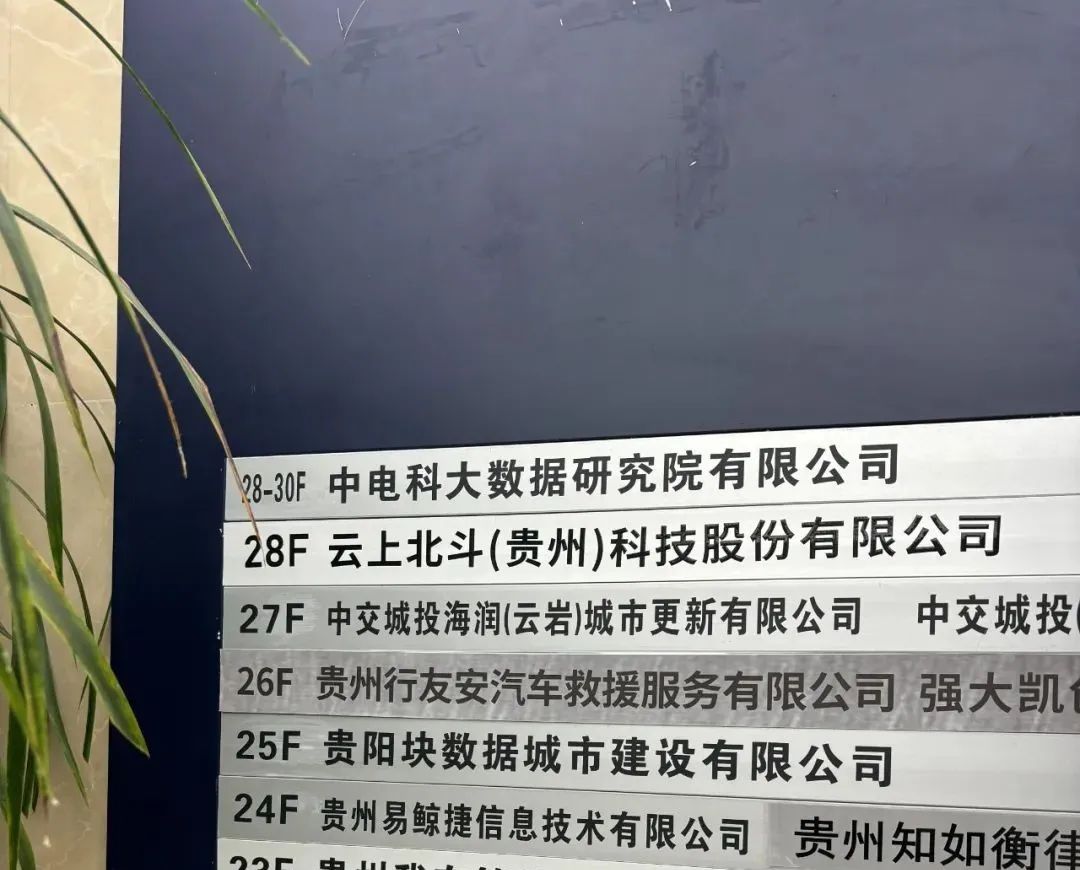 28-30F 中电科大数据研究院有限公司
28F 云上北斗(贵州)科技股份有限公司
27F 中交城投海润(云岩)城市更新有限公司 中交城投(
26F 贵州行友安汽车救援服务有限公司 强大凯
25F 贵阳块数据城市建设有限公司
24F 贵州易鲸捷信息技术有限公司 贵州知如衡律
23F 贵州